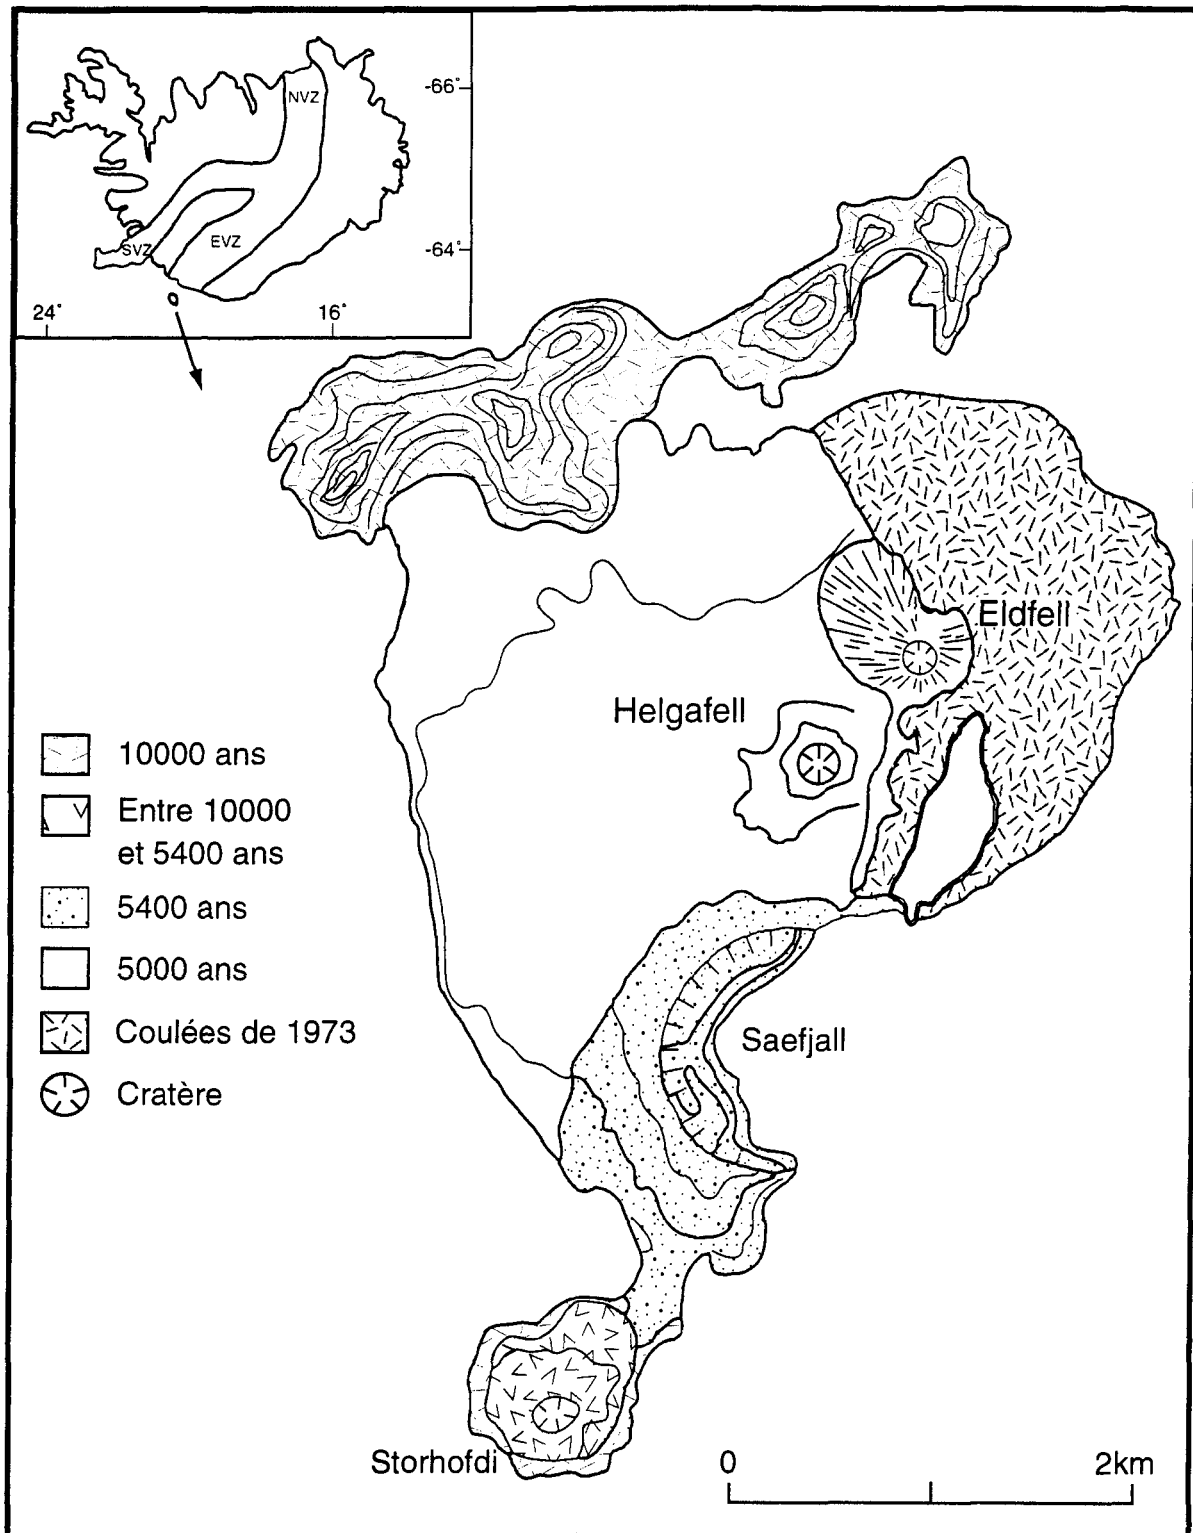 NVZ
-66°
SVZ
EVZ
-64°
24°
16°
Eldfell
Helgafell
10000 ans
Entre 10000
et 5400 ans
5400 ans
5000 ans
Coulées de 1973
Cratère
Saefjall
Storhofdi
0
2km